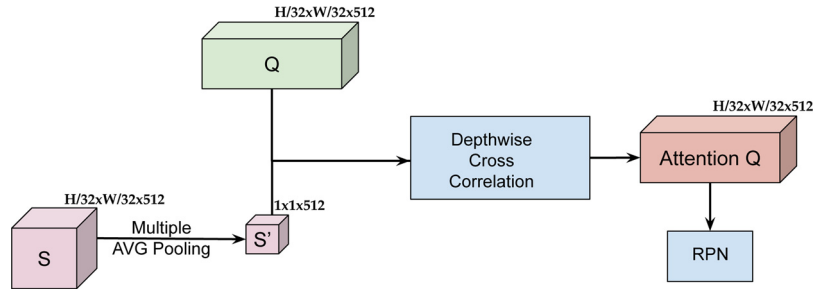 H/32xW/32x512
Q
H/32xW/32x512
Depthwise
Cross
Correlation
Attention Q
H/32xW/32x512
S
Multiple
AVG Pooling
1x1x512
S'
RPN